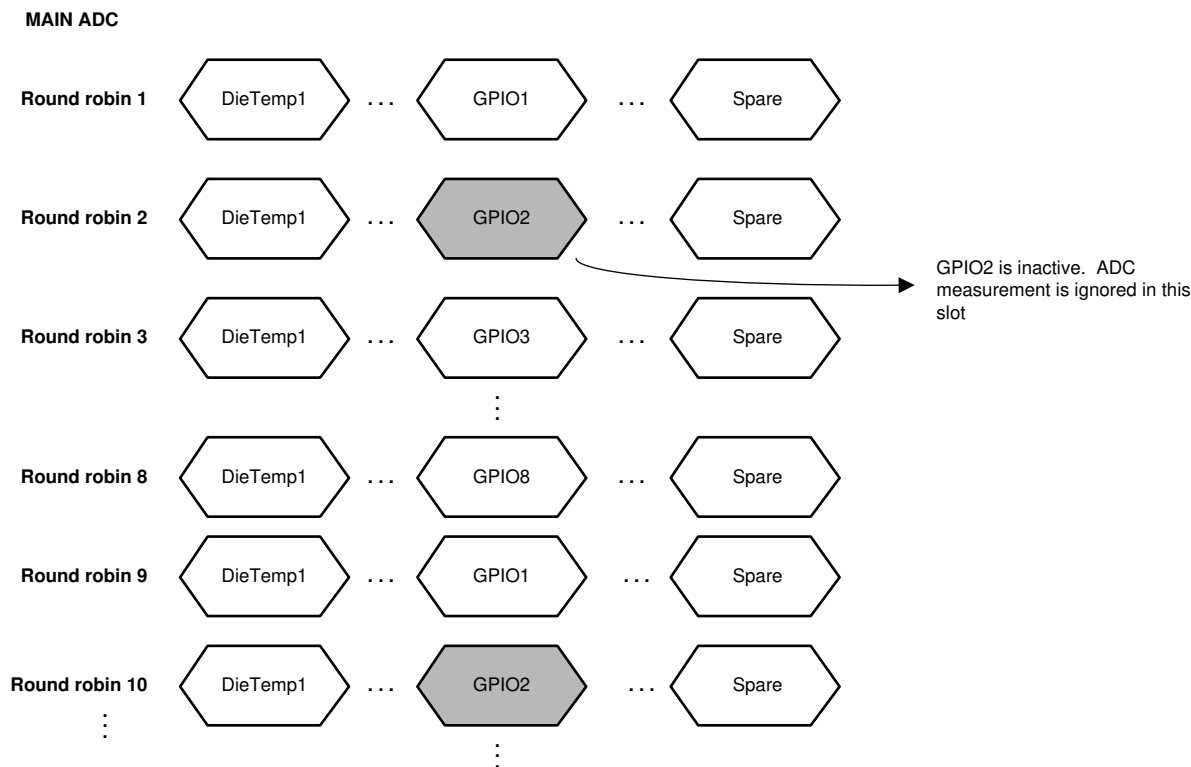 MAIN ADC
Round robin 1 DieTemp1 ... GPIO1 ... Spare
Round robin 2 DieTemp1 ... GPIO2 ... Spare
GPIO2 is inactive. ADC
measurement is ignored in this
slot
Round robin 3 DieTemp1 ... GPIO3 ... Spare
Round robin 8 DieTemp1 ... GPIO8 ... Spare
Round robin 9 DieTemp1 ... GPIO1 ... Spare
Round robin 10 DieTemp1 ... GPIO2 ... Spare